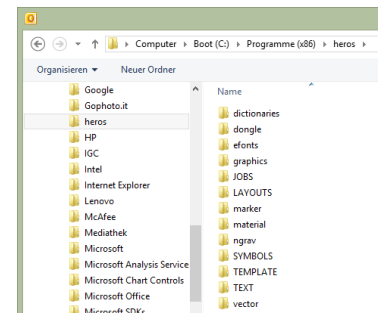 Computer Boot (C:) Programme (x86) heros
Organisieren Neuer Ordner
Google
Gophoto.it
heros
HP
IGC
Intel
Internet Explorer
Lenovo
McAfee
Mediathek
Microsoft
Microsoft Analysis Service
Microsoft Chart Controls
Microsoft Office
Microsoft SDKs
Name
dictionaries
dongle
efonts
graphics
JOBS
LAYOUTS
marker
material
ngrav
SYMBOLS
TEMPLATE
TEXT
vector